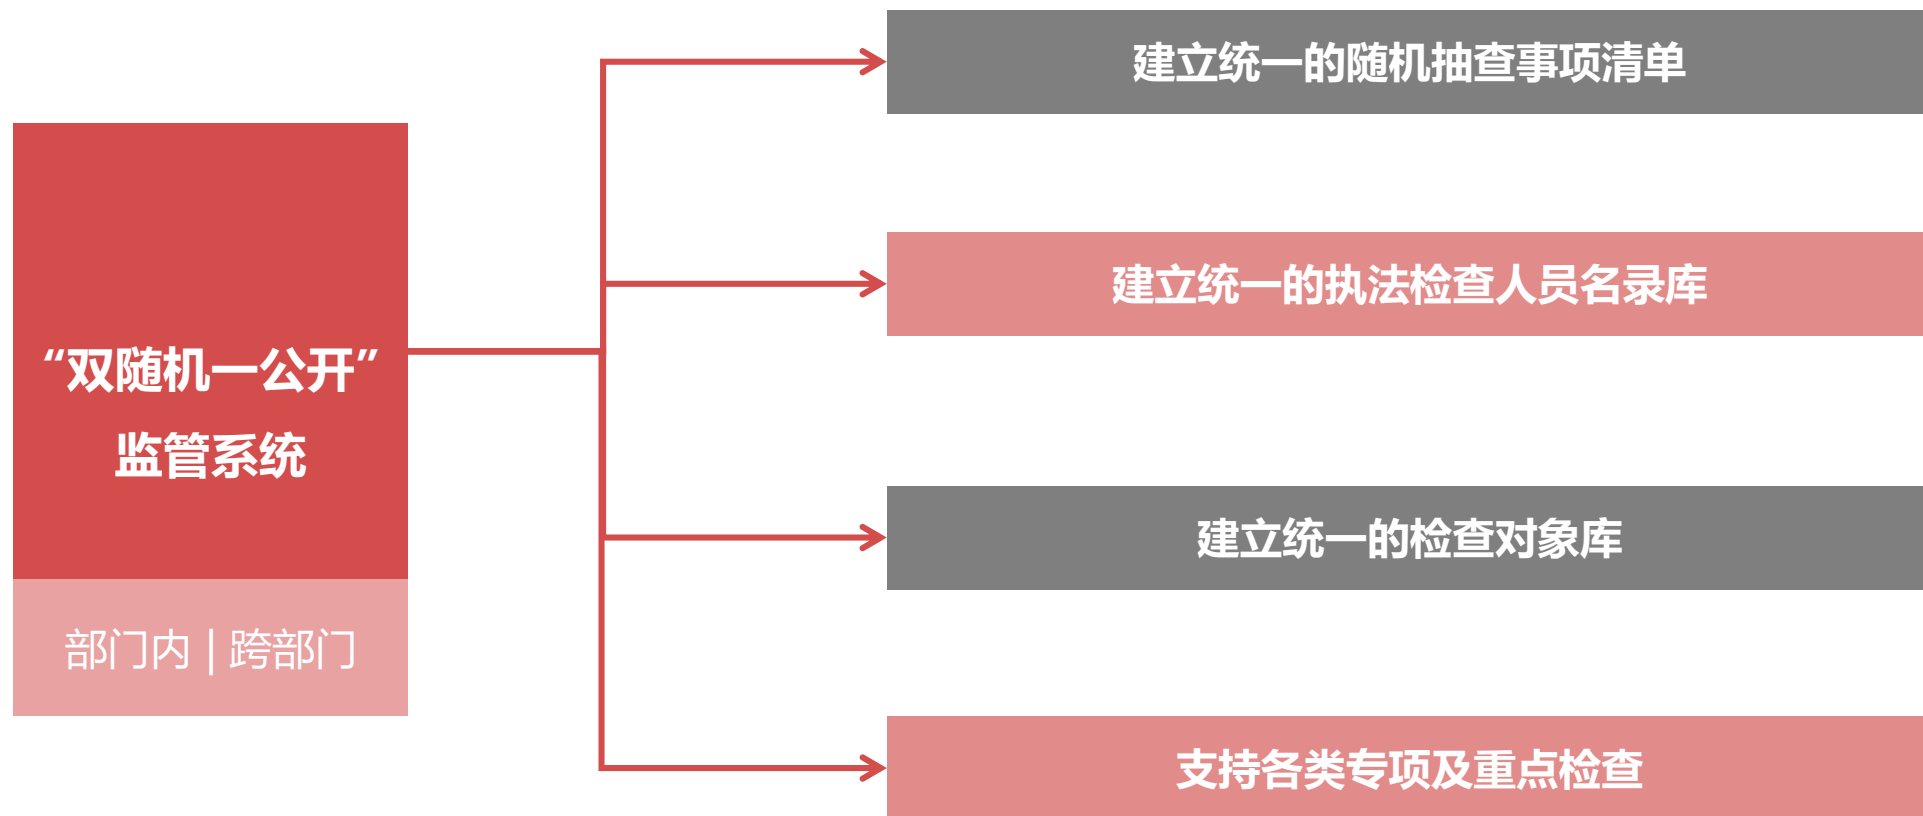 “双随机一公开”
监管系统
部门内 | 跨部门
建立统一的随机抽查事项清单
建立统一的执法检查人员名录库
建立统一的检查对象库
支持各类专项及重点检查